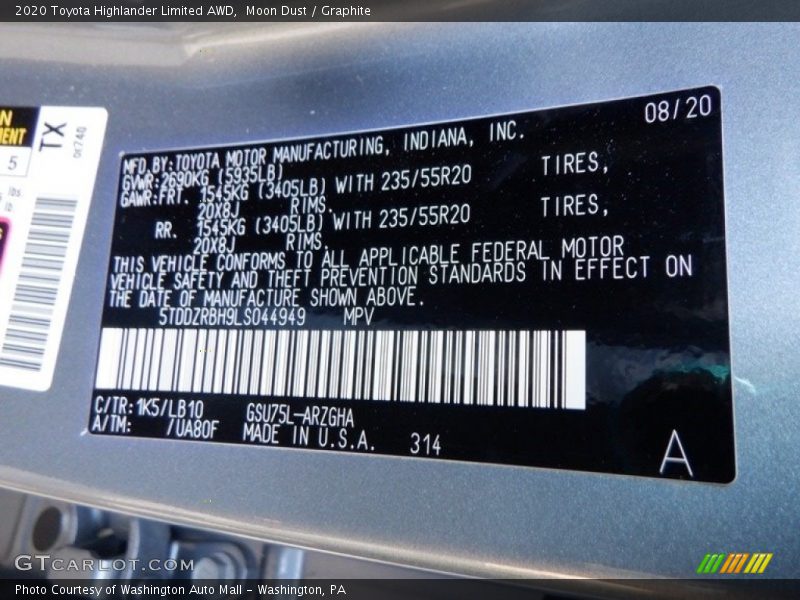 2020 Toyota Highlander Limited AWD, Moon Dust / Graphite
N
MENT
5
lbs.
lb
TX
0E740
08/20
MFD BY:TOYOTA MOTOR MANUFACTURING, INDIANA, INC.
GVWR:2690KG (5935LB)
GAWR:FRT. 1545KG (3405LB) WITH 235/55R20 TIRES,
20X8J RIMS.
RR. 1545KG (3405LB) WITH 235/55R20 TIRES,
20X8J RIMS.
THIS VEHICLE CONFORMS TO ALL APPLICABLE FEDERAL MOTOR
VEHICLE SAFETY AND THEFT PREVENTION STANDARDS IN EFFECT ON
THE DATE OF MANUFACTURE SHOWN ABOVE.
5TDDZRBH9LS044949 MPV
C/TR:1K5/LB10 GSU75L-ARZGHA
A/TM: /UA80F MADE IN U.S.A. 314
A
GTCARLOT.COM
Photo Courtesy of Washington Auto Mall - Washington, PA